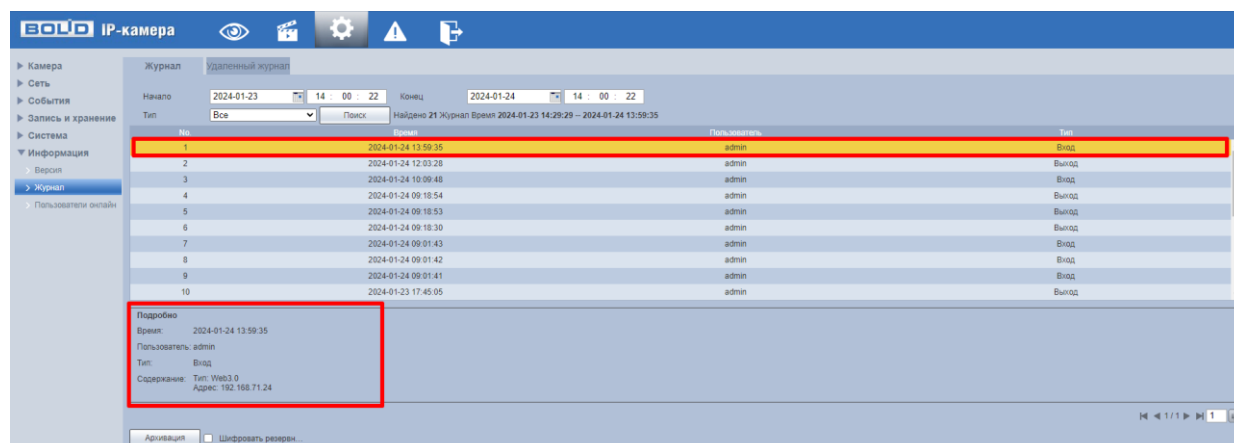 BOLID IP-камера
Камера
Сеть
События
Запись и хранение
Система
Информация
Версия
Журнал
Пользователи онлайн
Журнал Удаленный журнал
Начало 2024-01-23 14 : 00 : 22 Конец 2024-01-24 14 : 00 : 22
Тип Все Поиск Найдено 21 Журнал Время 2024-01-23 14:29:29 -- 2024-01-24 13:59:35
No. Время Пользователь Тип
1 2024-01-24 13:59:35 admin Вход
2 2024-01-24 12:03:28 admin Выход
3 2024-01-24 10:09:48 admin Вход
4 2024-01-24 09:18:54 admin Выход
5 2024-01-24 09:18:53 admin Выход
6 2024-01-24 09:18:30 admin Выход
7 2024-01-24 09:01:43 admin Вход
8 2024-01-24 09:01:42 admin Вход
9 2024-01-24 09:01:41 admin Вход
10 2024-01-23 17:45:05 admin Выход
Подробно
Время: 2024-01-24 13:59:35
Пользователь: admin
Тип: Вход
Содержание: Тип: Web3.0
Адрес: 192.168.71.24
1 / 1 1
Архивация Шифровать резервн...